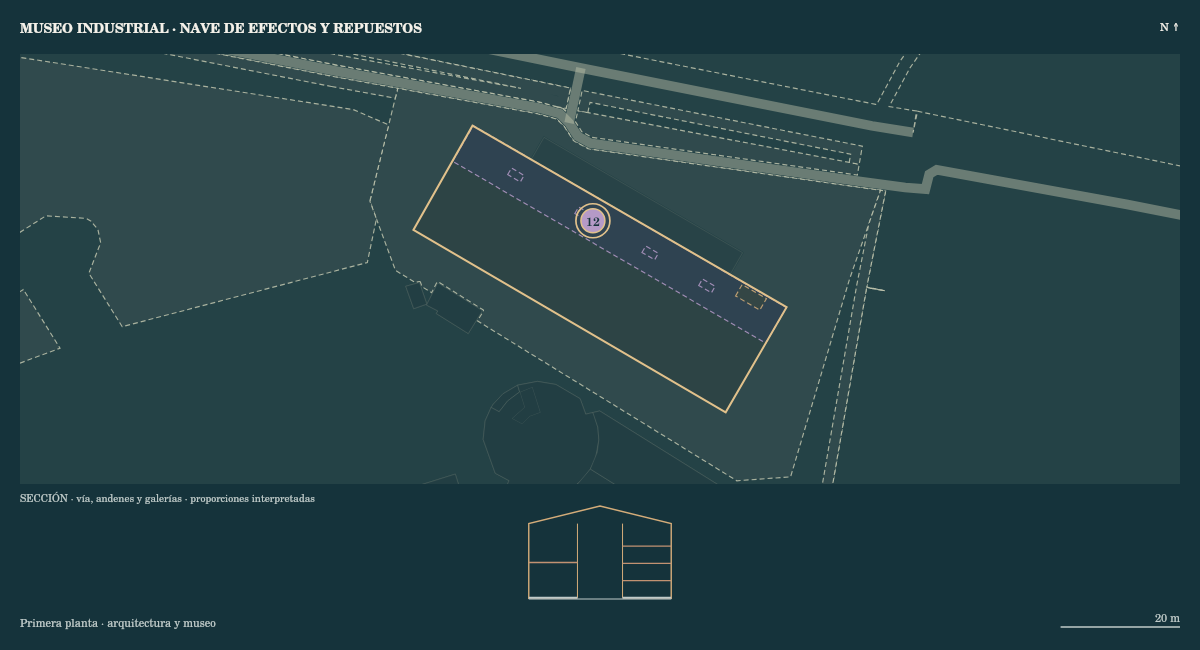 MUSEO INDUSTRIAL · NAVE DE EFECTOS Y REPUESTOS
N ↑
12
SECCIÓN · vía, andenes y galerías · proporciones interpretadas
Primera planta · arquitectura y museo
20 m